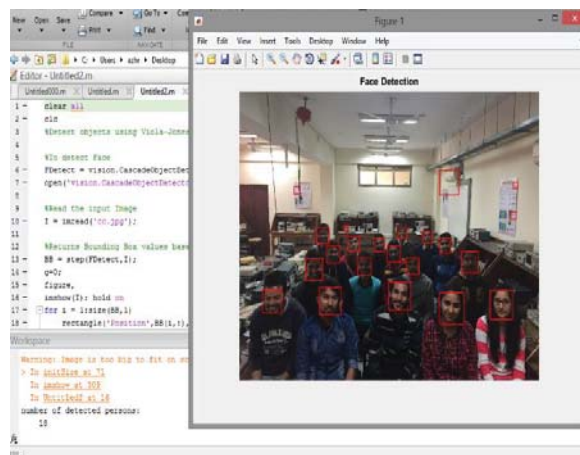 Compare
Go To
New Open Save
Print
Find
FILE
NAVIGATE
C: Users azhr Desktop
Editor - Untitled2.m
Untitled000.m Untitled.m Untitled2.m
1 - clear all
2 - clc
3 %Detect objects using Viola-Jones
4
5 %To detect Face
6 - FDetect = vision.CascadeObjectDet
7 - open('vision.CascadeObjectDetect
8
9 %Read the input Image
10 - I = imread('cc.jpg');
11
12 %Returns Bounding Box values base
13 - BB = step(FDetect,I);
14 - g=0;
15 - figure,
16 - imshow(I); hold on
17 - for i = 1:size(BB,1)
18 - rectangle('Position',BB(i,:),
Workspace
Warning: Image is too big to fit on
> In initSize at 71
In imshow at 309
In Untitled2 at 16
number of detected persons:
18
Figure 1
File Edit View Insert Tools Desktop Window Help
Face Detection